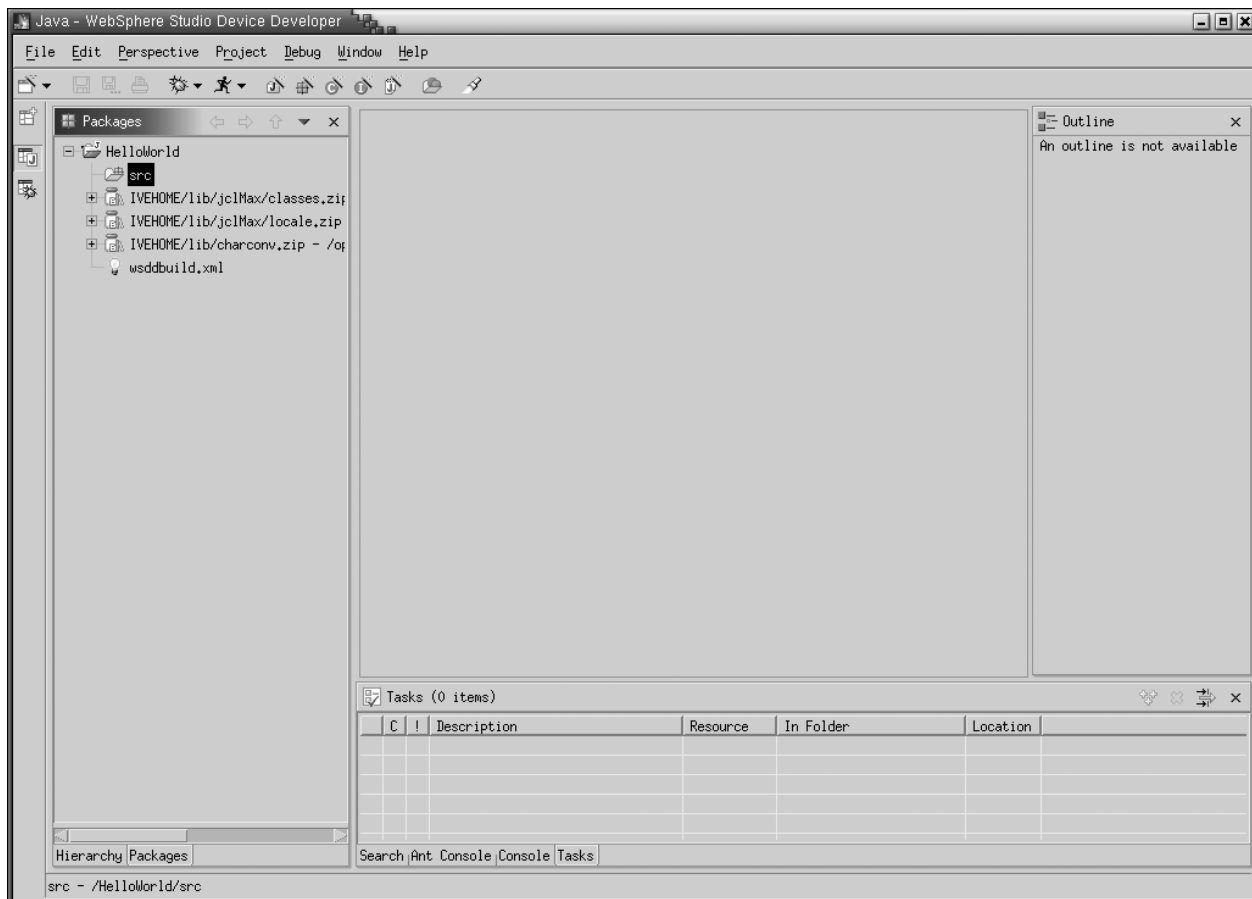 Java - WebSphere Studio Device Developer
File Edit Perspective Project Debug Window Help
Packages
HelloWorld
src
IVEHOME/lib/jclMax/classes.zip
IVEHOME/lib/jclMax/locale.zip
IVEHOME/lib/charconv.zip - /op
wsddbuild.xml
Hierarchy Packages
Outline
An outline is not available
Tasks (0 items)
C ! Description Resource In Folder Location
Search Ant Console Console Tasks
src - /HelloWorld/src